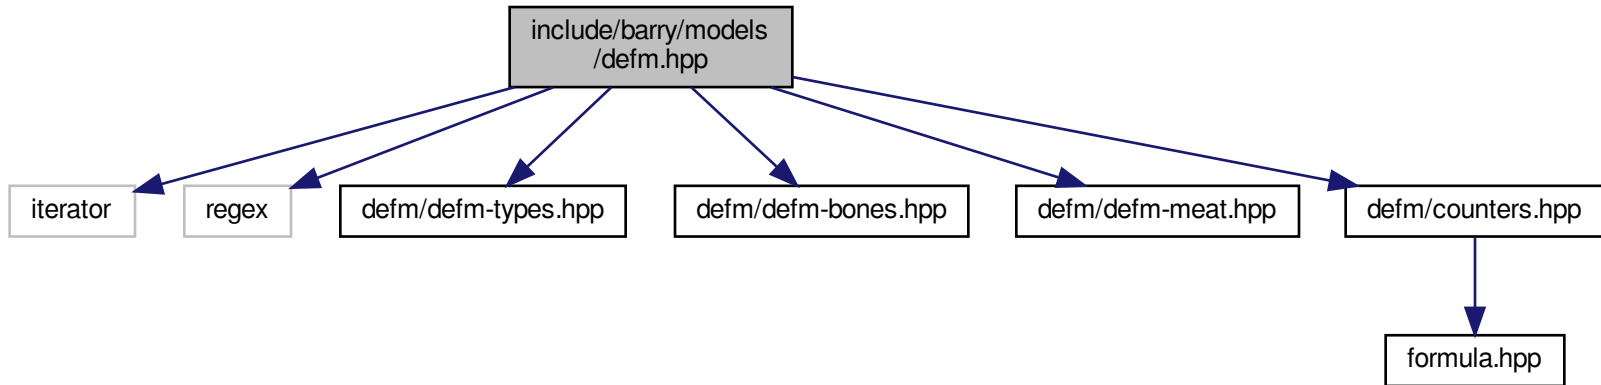 include/barry/models
/defm.hpp
iterator
regex
defm/defm-types.hpp
defm/defm-bones.hpp
defm/defm-meat.hpp
defm/counters.hpp
formula.hpp